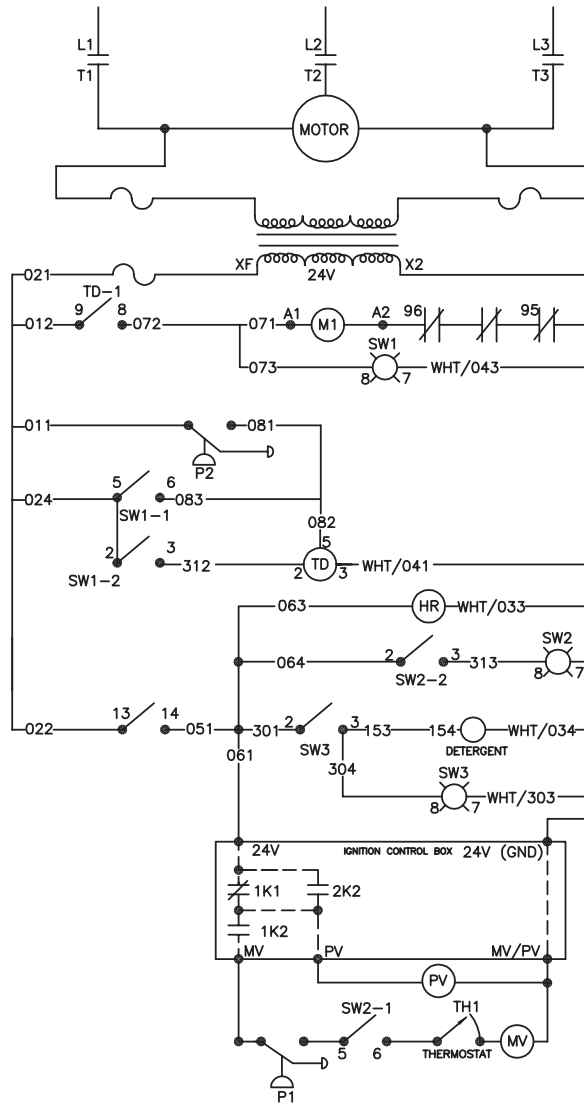 L1 L2 L3
T1 T2 T3
MOTOR
XF 24V X2
021
TD-1
012 9 8 072 071 A1 M1 A2 96 95
SW1
073 8 7 WHT/043
011 081
P2
024 5 6 083
SW1-1
082
5
2 3 312 2 TD 3 WHT/041
SW1-2
063 HR WHT/033
SW2
064 2 3 313 8 7
SW2-2
13 14
022 051 301 2 3 153 154 WHT/034
061 SW3 DETERGENT
304 SW3
8 7 WHT/303
24V IGNITION CONTROL BOX 24V (GND)
1K1 2K2
1K2
MV PV MV/PV
PV
SW2-1 TH1
5 6 THERMOSTAT MV
P1